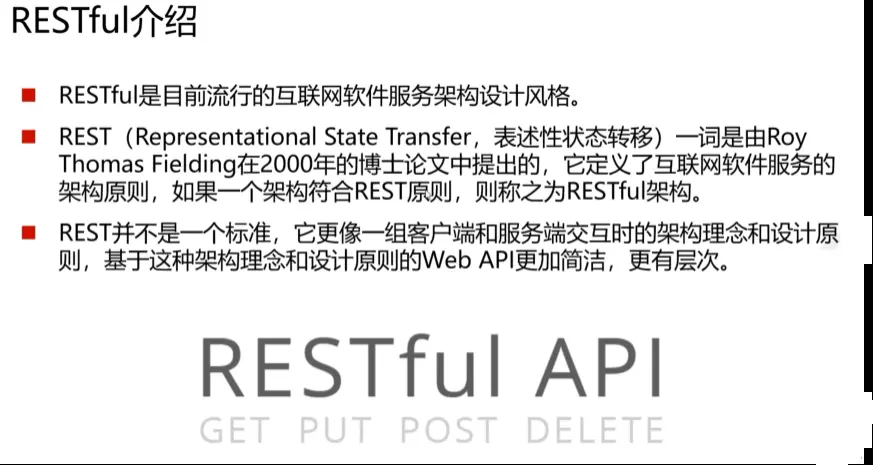 RESTful介绍
RESTful是目前流行的互联网软件服务架构设计风格。
REST（Representational State Transfer，表述性状态转移）一词是由Roy
Thomas Fielding在2000年的博士论文中提出的，它定义了互联网软件服务的
架构原则，如果一个架构符合REST原则，则称之为RESTful架构。
REST并不是一个标准，它更像一组客户端和服务端交互时的架构理念和设计原
则，基于这种架构理念和设计原则的Web API更加简洁，更有层次。
RESTful API
GET PUT POST DELETE